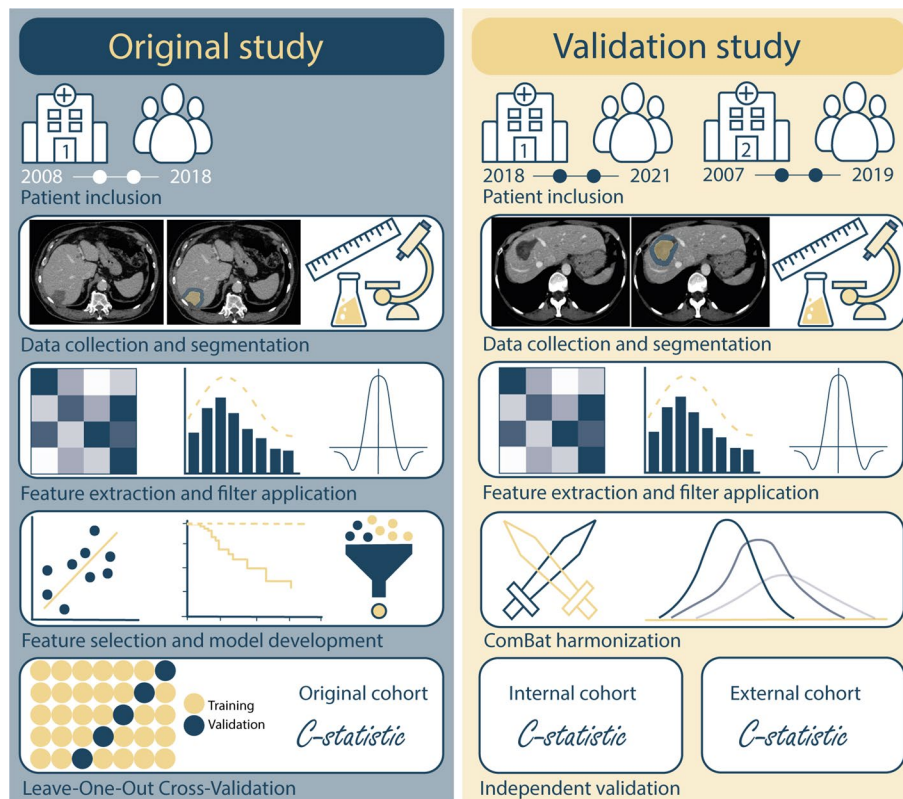 Original study
1
2008
2018
Patient inclusion
Data collection and segmentation
Feature extraction and filter application
Feature selection and model development
Training
Validation
Original cohort
C-statistic
Leave-One-Out Cross-Validation
Validation study
1
2
2018
2021
2007
2019
Patient inclusion
Data collection and segmentation
Feature extraction and filter application
ComBat harmonization
Internal cohort
C-statistic
External cohort
C-statistic
Independent validation